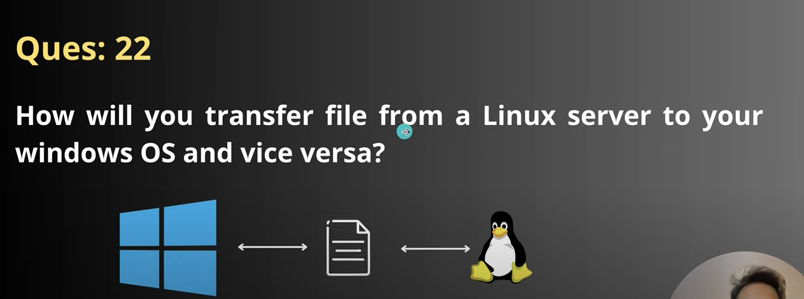 Ques: 22
How will you transfer file from a Linux server to your
windows OS and vice versa?